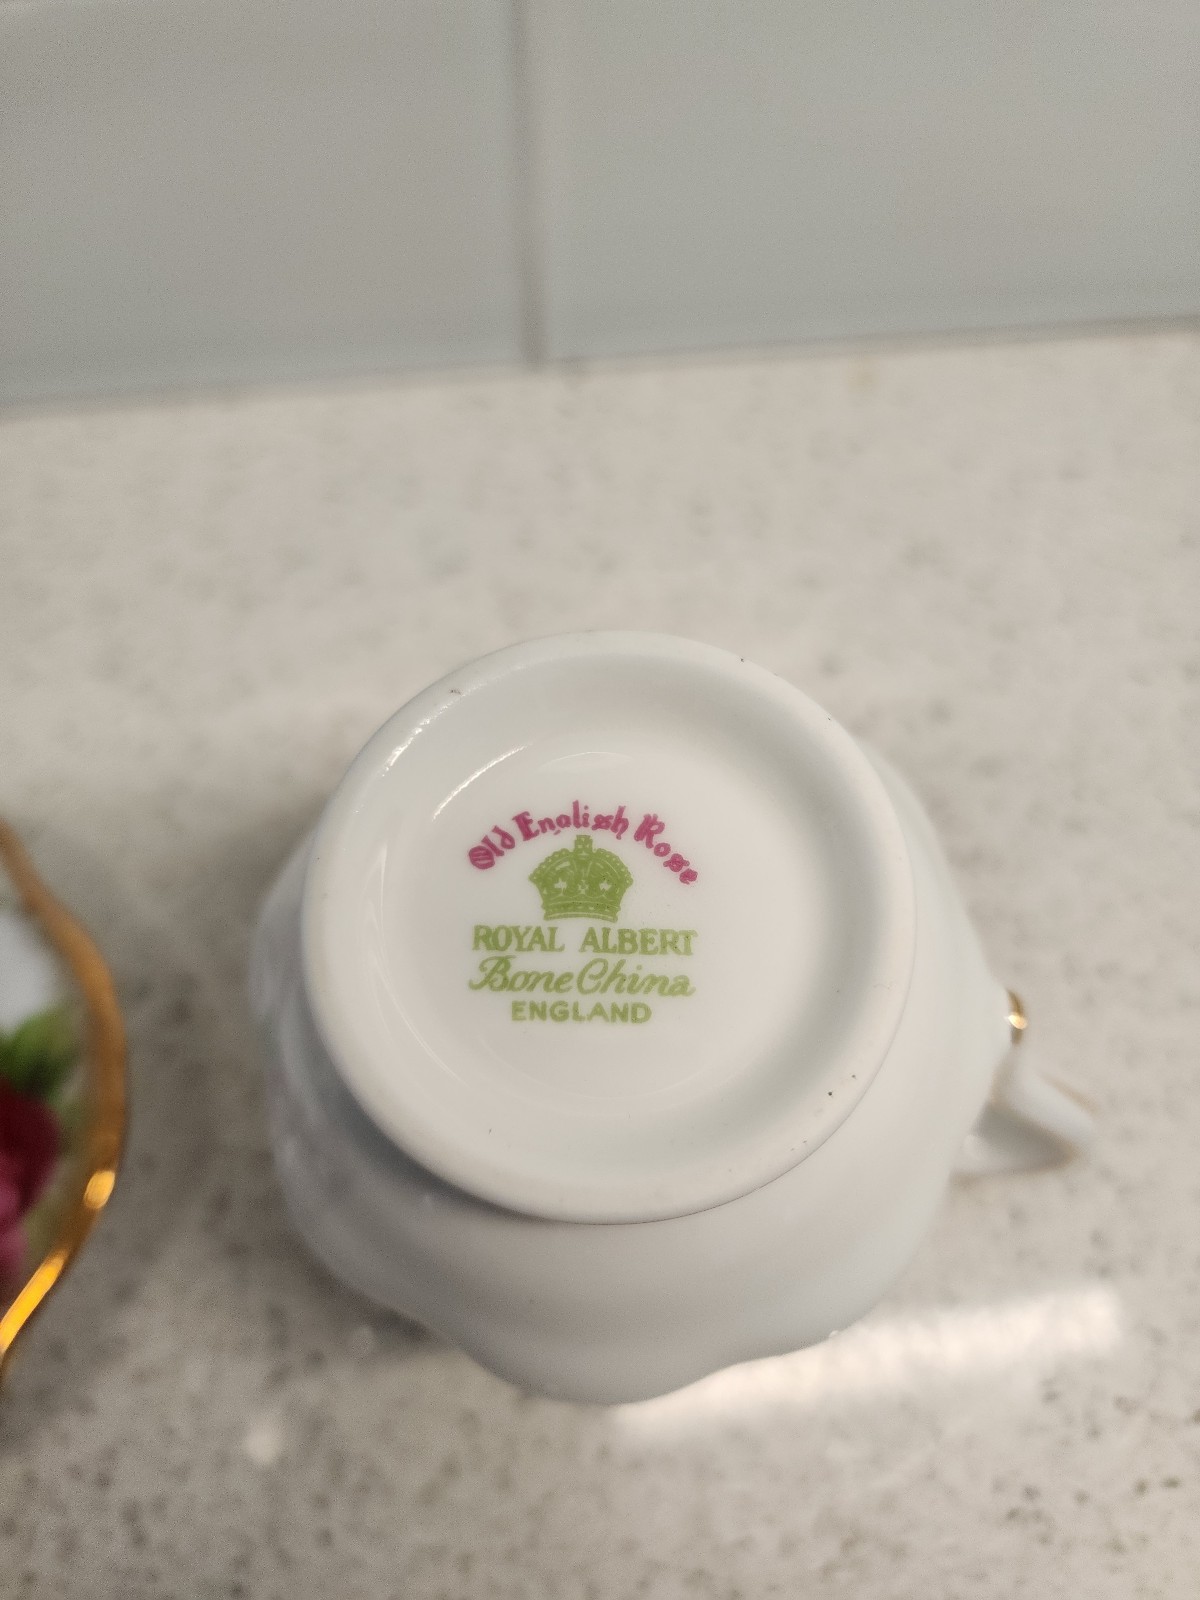 Old English Rose
ROYAL ALBERT
Bone China
ENGLAND